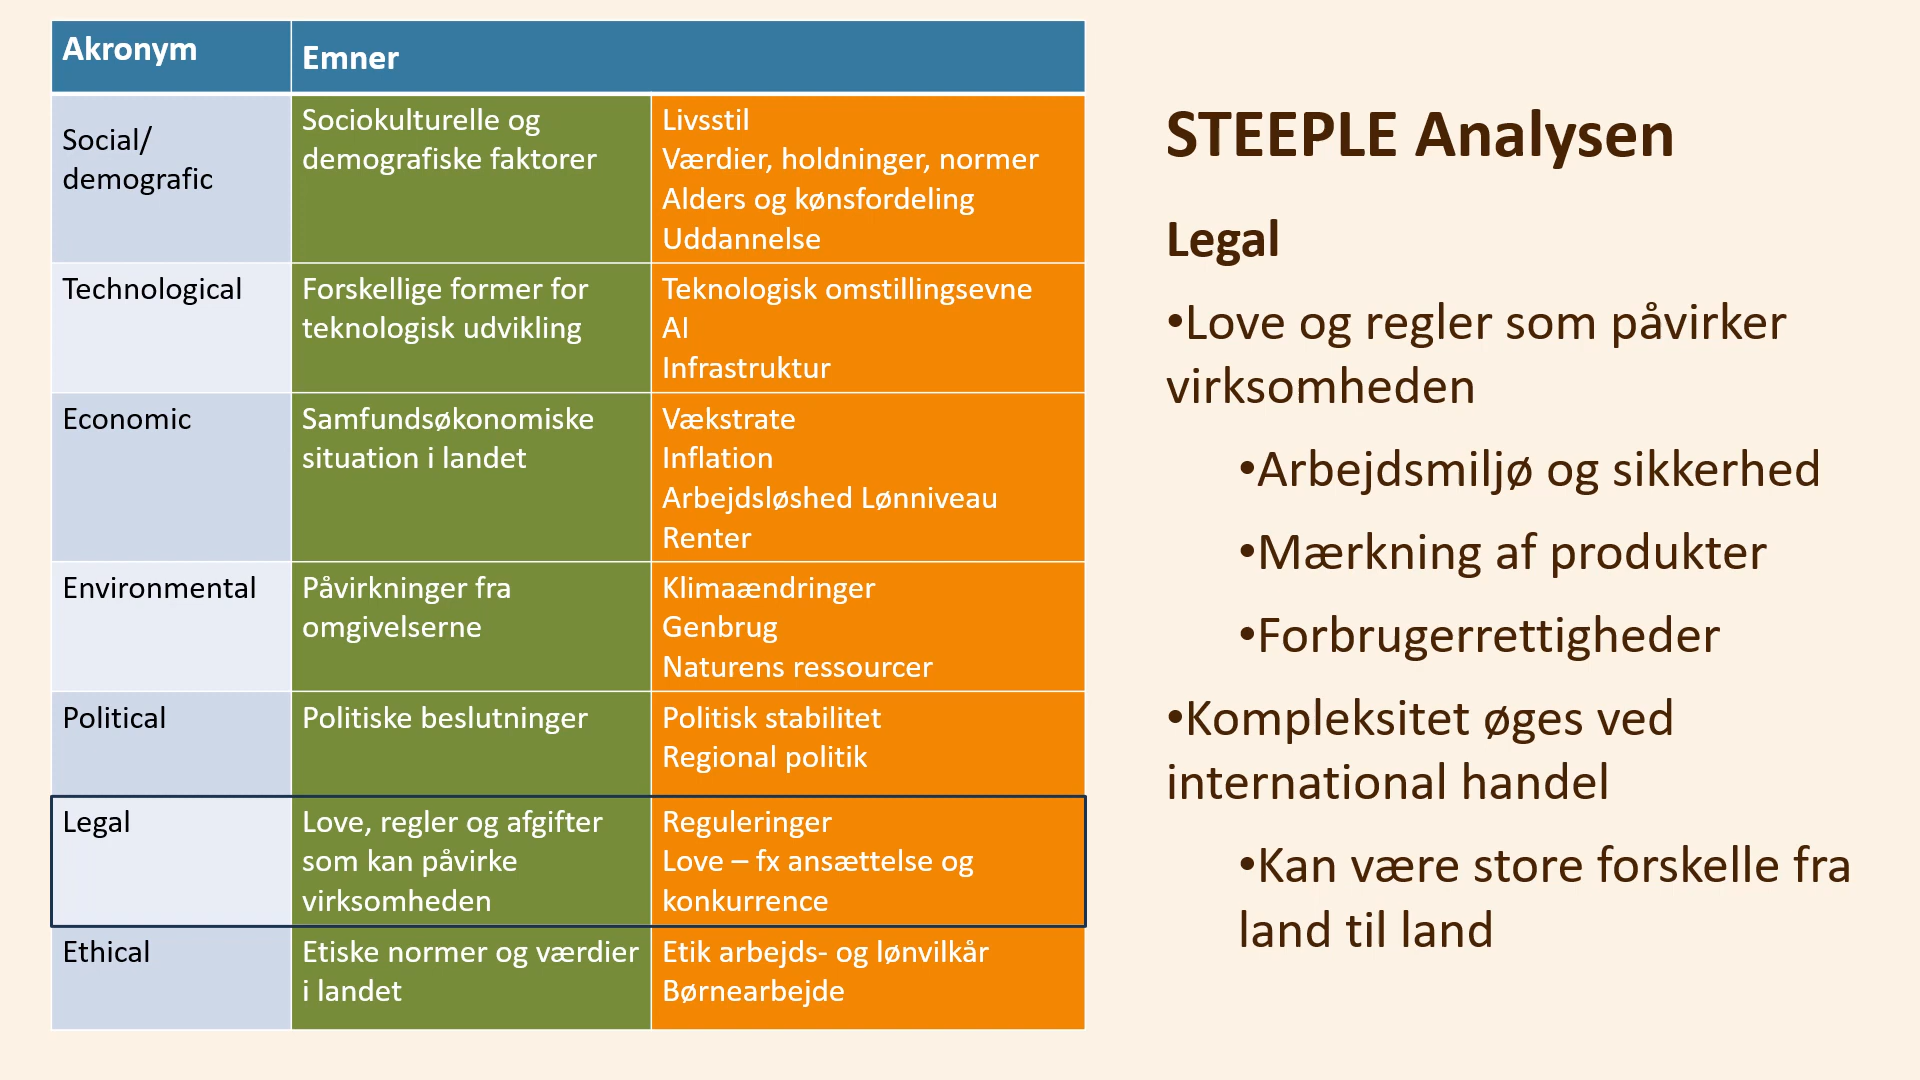 Akronym
Emner
Social/
demografic
Sociokulturelle og
demografiske faktorer
Livsstil
Værdier, holdninger, normer
Alders og kønsfordeling
Uddannelse
Technological
Forskellige former for
teknologisk udvikling
Teknologisk omstillingsevne
AI
Infrastruktur
Economic
Samfundsøkonomiske
situation i landet
Vækstrate
Inflation
Arbejdsløshed Lønniveau
Renter
Environmental
Påvirkninger fra
omgivelserne
Klimaændringer
Genbrug
Naturens ressourcer
Political
Politiske beslutninger
Politisk stabilitet
Regional politik
Legal
Love, regler og afgifter
som kan påvirke
virksomheden
Reguleringer
Love – fx ansættelse og
konkurrence
Ethical
Etiske normer og værdier
i landet
Etik arbejds- og lønvilkår
Børnearbejde
STEEPLE Analysen
Legal
•Love og regler som påvirker
virksomheden
•Arbejdsmiljø og sikkerhed
•Mærkning af produkter
•Forbrugerrettigheder
•Kompleksitet øges ved
international handel
•Kan være store forskelle fra
land til land